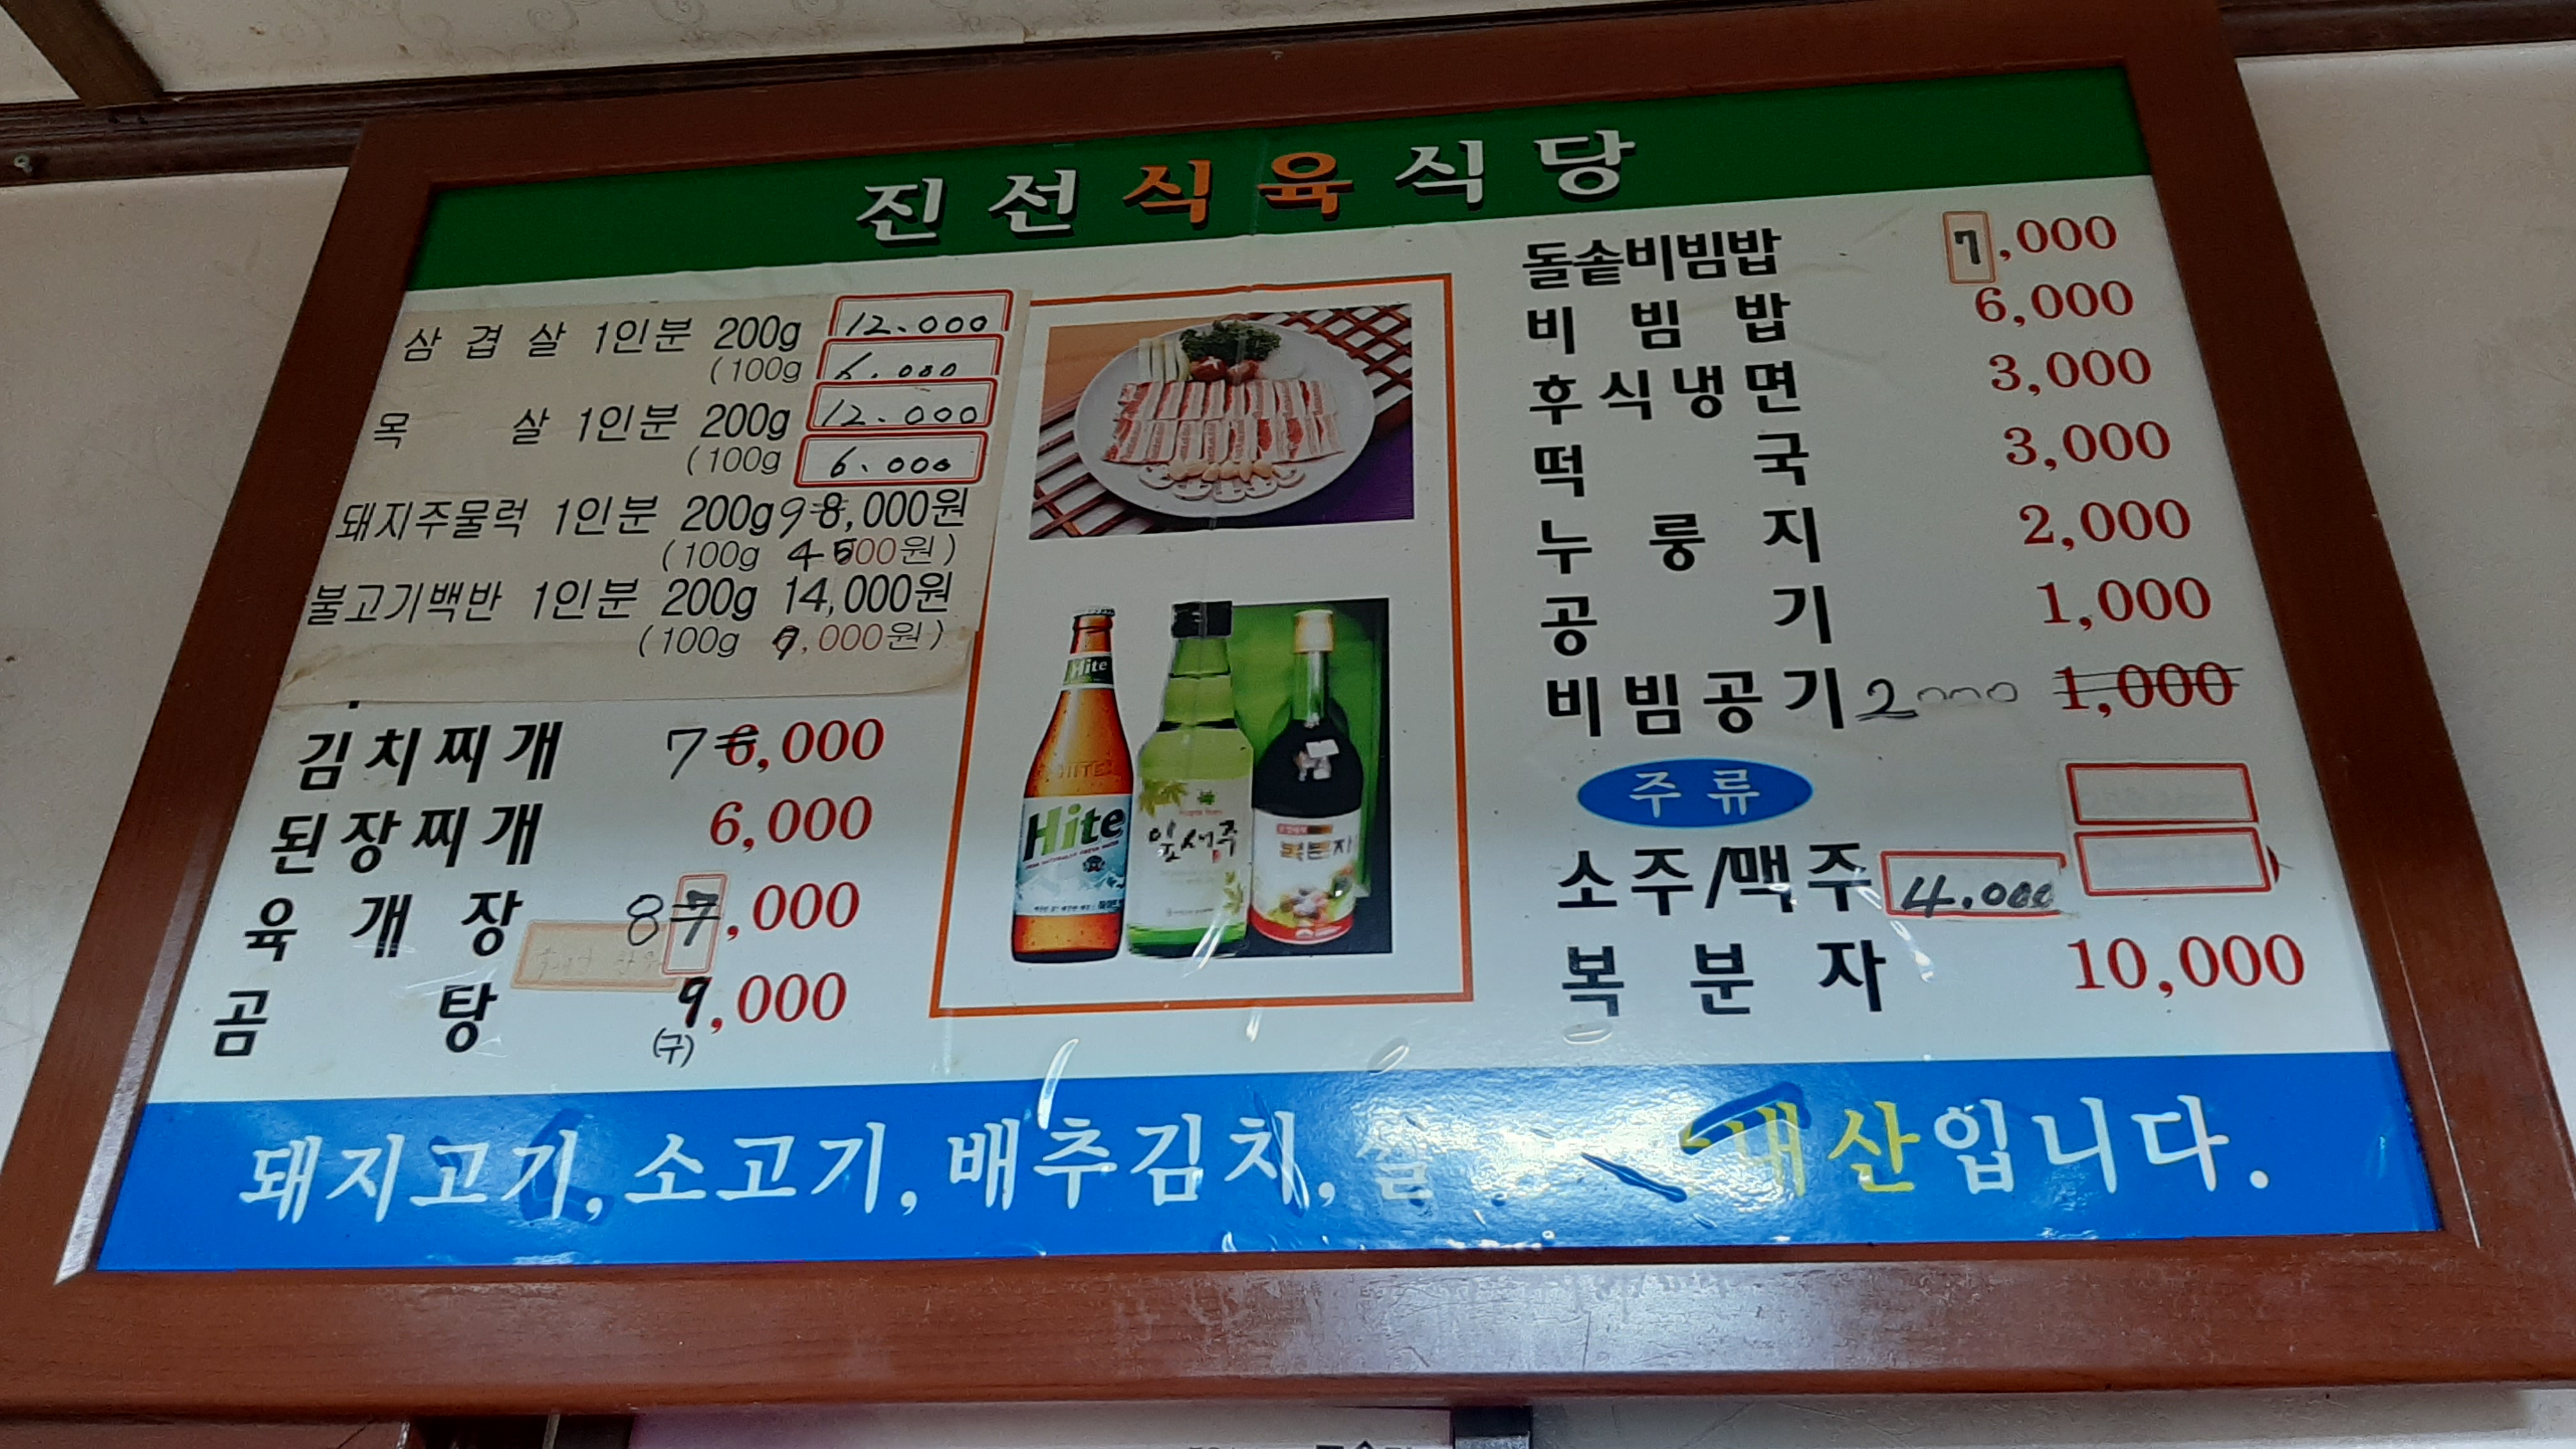 진선식육식당
삼겹살 1인분 200g 12.000
(100g 6.000
목살 1인분 200g 12.000
(100g 6.000
돼지주물럭 1인분 200g 9 8,000원
(100g 4500원)
불고기백반 1인분 200g 14,000원
(100g 7,000원)
김치찌개 7 6,000
된장찌개 6,000
육개장 8 7,000
곰탕 9,000
(구)
Hite
Hite
잎새주
돌솥비빔밥 7,000
비빔밥 6,000
후식냉면 3,000
떡국 3,000
누룽지 2,000
공기 1,000
비빔공기 2000 1,000
주류
소주/맥주 4.000
복분자 10,000
돼지고기, 소고기, 배추김치, 쌀 내산입니다.